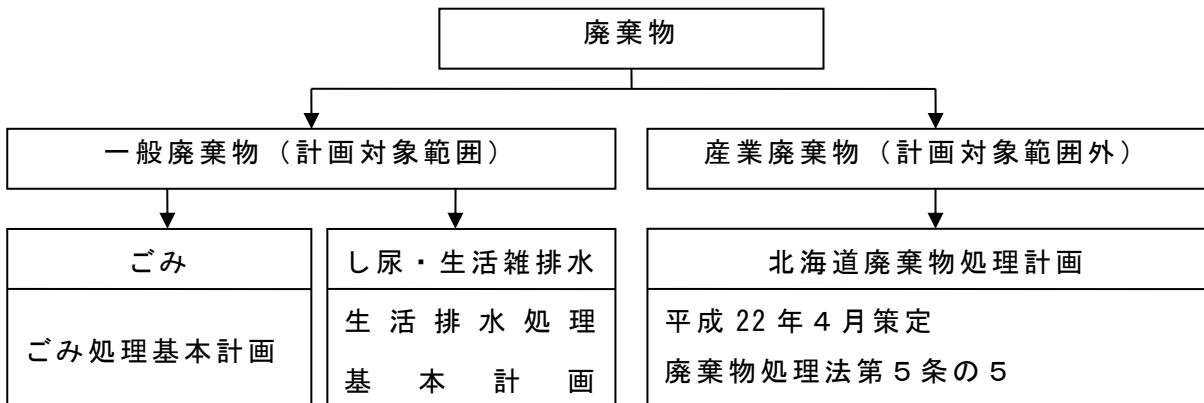 廃棄物
一般廃棄物（計画対象範囲）
産業廃棄物（計画対象範囲外）
ごみ
ごみ処理基本計画
し尿・生活雑排水
生活排水処理
基本計画
北海道廃棄物処理計画
平成22年４月策定
廃棄物処理法第５条の５